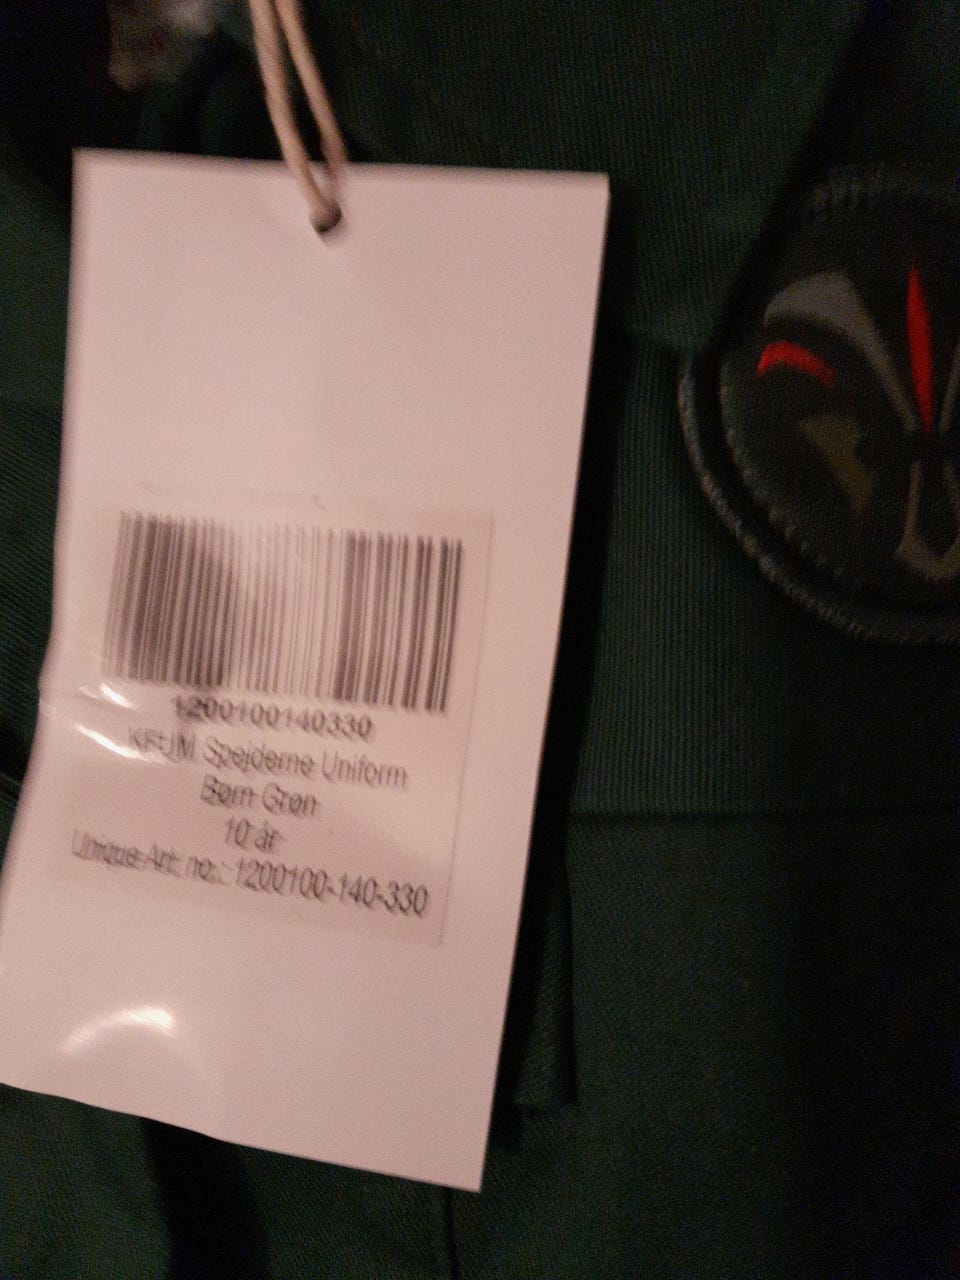 1200100140330
KFUM Spejderne Uniform
Børn Grøn
10 år
Unique Art. no.: 1200100-140-330